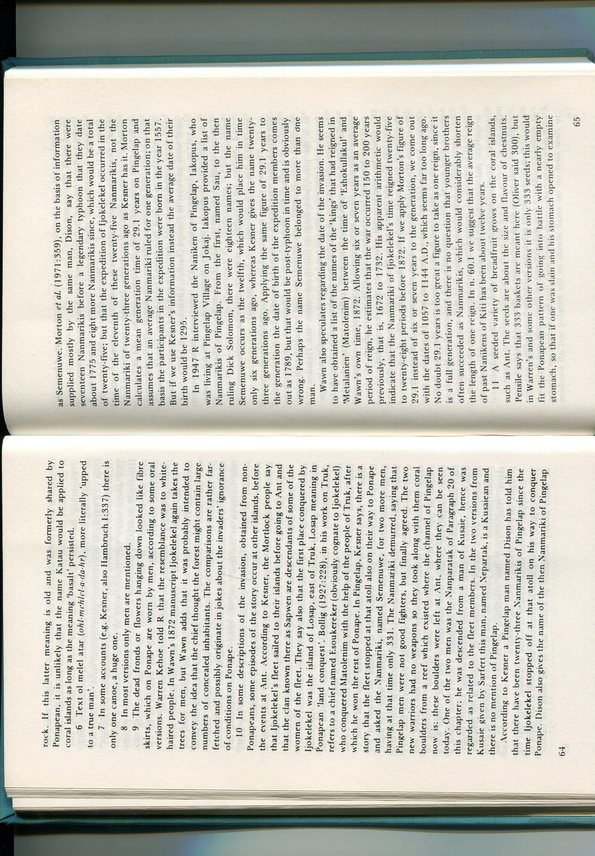 rock. If this latter meaning is old and was formerly shared by
Ponapean, it is unlikely that the name Katau would be applied to
coral islands as long as the meaning 'basalt' persisted.
6 Text ol melel atar (ohl-mehlel-a-da-hr), more literally 'upped
to a true man'.
7 In some accounts (e.g. Kesner, also Hambruch I:337) there is
only one canoe, a huge one.
8 In most versions only men are mentioned.
9 The dead fronds or flowers hanging down looked like fibre
skirts, which on Ponape are worn by men, according to some oral
versions. Warren Kehoe told R that the resemblance was to white-
haired people. In Wawn's 1872 manuscript Ijokelekel again takes the
trees for men, but Wawn adds that it was probably intended to
convey the idea that the chief thought the forest might contain large
numbers of concealed inhabitants. The comparisons are rather far-
fetched and possibly originate in jokes about the invaders' ignorance
of conditions on Ponape.
10 In some descriptions of the invasion, obtained from non-
Ponapeans, some episodes of the story occur at other islands, before
the events at Ant. According to Kesner, the Mortlock people say
that Ijokelekel's fleet sailed to their islands before going to Ant and
that the clan known there as Sapwen are descendants of some of the
women of the fleet. They say also that the first place conquered by
Ijokelekel was the island of Losap, east of Truk, Losap meaning in
Ponapean 'land conquest'. Bollig (1927:228), in his work on Truk,
refers to a chief named Esoukereker (obviously cognate to Ijokelekel)
who conquered Matolenim with the help of the people of Truk, after
which he won the rest of Ponape. In Pingelap, Kesner says, there is a
story that the fleet stopped at that atoll also on their way to Ponape
and asked the Nanmariki, named Semenuwe, for two more men,
having at that time only 331. The Nanmariki demurred, saying that
Pingelap men were not good fighters, but finally agreed. The two
new warriors had no weapons so they took along with them coral
boulders from a reef which existed where the channel of Pingelap
now is; these boulders were left at Ant, where they can be seen
today. One of the two men was the Nanparatak of Paragraph 20 of
this chapter; he was descended from a man of Kusaie, hence was
regarded as related to the fleet members. In the two versions from
Kusaie given by Sarfert this man, named Nepartak, is a Kusaiean and
there is no mention of Pingelap.
According to Kesner a Pingelap man named Dison has told him
that there have been twenty-three Nanmarikis of Pingelap since the
time Ijokelekel stopped off at that atoll on his way to conquer
Ponape. Dison also gives the name of the then Nanmariki of Pingelap
64
as Semenuwe. Morton et al. (1971:359), on the basis of information
supplied mostly by the same man, Dison, say that there were
seventeen Nanmarikis before a legendary typhoon that they date
about 1775 and eight more Nanmarikis since, which would be a total
of twenty-five; but that the expedition of Ijokelekel occurred in the
time of the eleventh of these twenty-five Nanmarikis, not the
Nanmariki of twenty-three generations ago as Kesner has it. Morton
calculates a mean generation time of 29.1 years on Pingelap and
assumes that an average Nanmariki ruled for one generation; on that
basis the participants in the expedition were born in the year 1557.
But if we use Kesner's information instead the average date of their
birth would be 1295.
In 1947 R interviewed the Naniken of Pingelap, Iakopus, who
was living at Pingelap Village on Jokaj. Iakopus provided a list of
Nanmarikis of Pingelap. From the first, named Sau, to the then
ruling Dick Solomon, there were eighteen names; but the name
Semenuwe occurs as the twelfth, which would place him in time
only six generations ago, whereas Kesner gives the name twenty-
three generations ago. Applying the same figure of 29.1 years to
the generation the date of birth of the expedition members comes
out as 1789, but that would be post-typhoon in time and is obviously
wrong. Perhaps the name Semenuwe belonged to more than one
man.
Wawn also speculates regarding the date of the invasion. He seems
to have obtained a list of the names of the 'kings' that had reigned in
'Metalanien' (Matolenim) between the time of 'Eshokullakul' and
Wawn's own time, 1872. Allowing six or seven years as an average
period of reign, he estimates that the war occurred 150 to 200 years
previously, that is, 1672 to 1732. His apparent arithmetic would
indicate that the Nanmariki of Ijokelekel's time reigned twenty-five
to twenty-eight periods before 1872. If we apply Morton's figure of
29.1 instead of six or seven years to the generation, we come out
with the dates of 1057 to 1144 A.D., which seems far too long ago.
No doubt 29.1 years is too great a figure to take as one reign, since it
is a full generation, and there is no question that younger brothers
often succeeded as Nanmarikis, which would considerably shorten
the length of one reign. In n. 60.1 we suggest that the average reign
of past Nanikens of Kiti has been about twelve years.
11 A seeded variety of breadfruit grows on the coral islands,
such as Ant. The seeds are about the size and flavour of chestnuts.
Pensile says that 333 baskets are meant here (Oliver said 300), but
in Warren's and some other versions it is only 333 seeds; this would
fit the Ponapean pattern of going into battle with a nearly empty
stomach, so that if one was slain and his stomach opened to examine
65